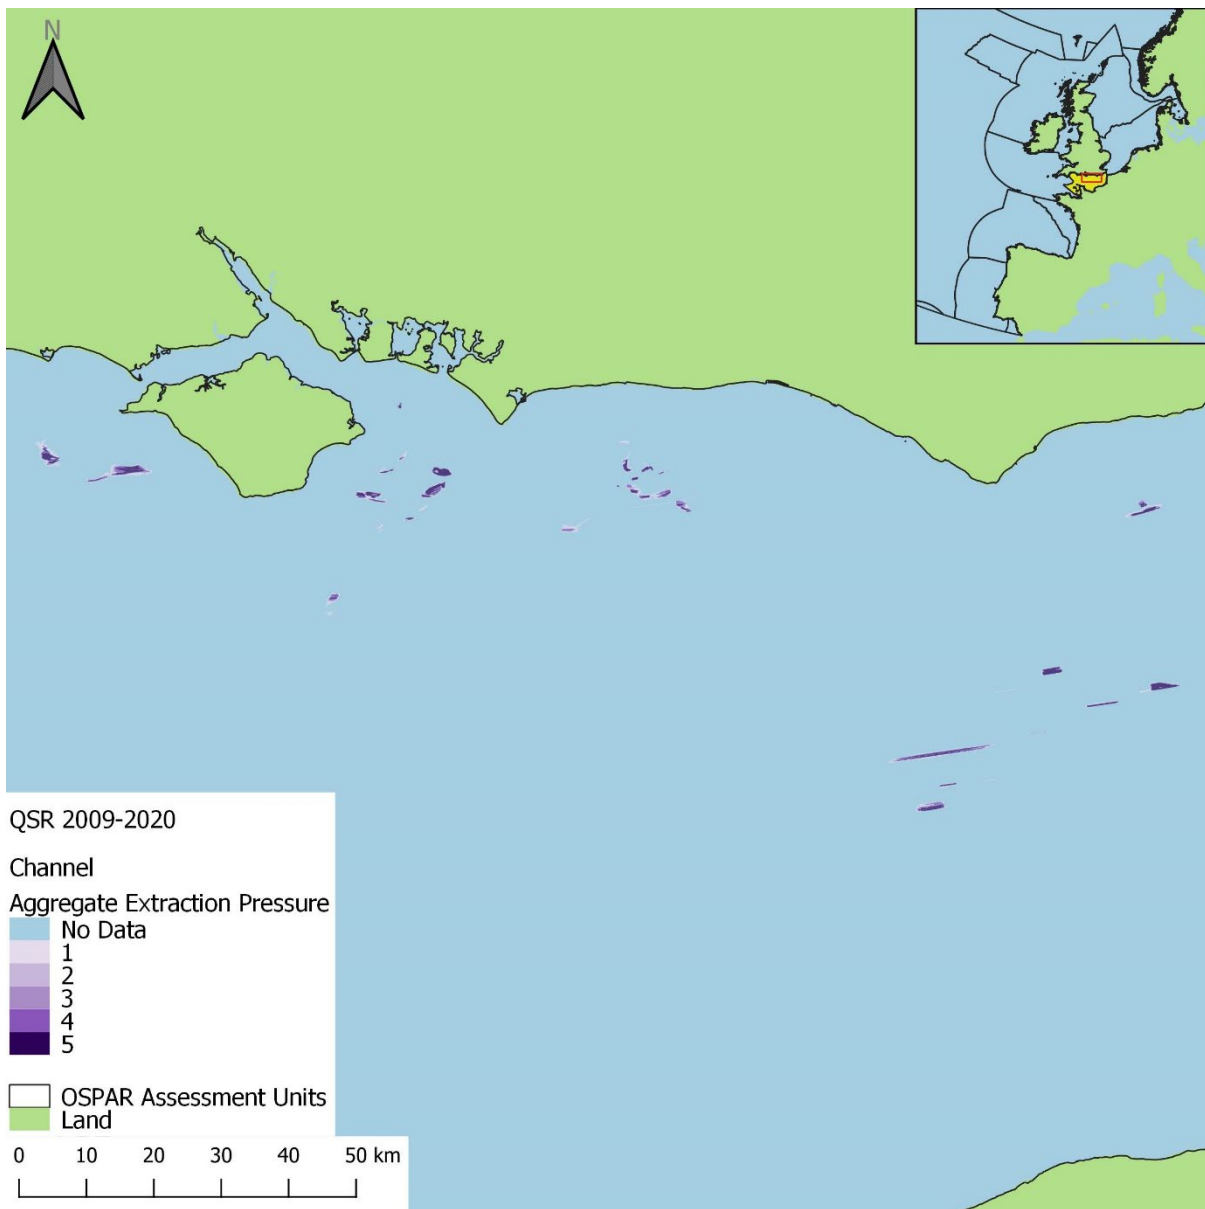 N
QSR 2009-2020
Channel
Aggregate Extraction Pressure
No Data
1
2
3
4
5
OSPAR Assessment Units
Land
0 10 20 30 40 50 km